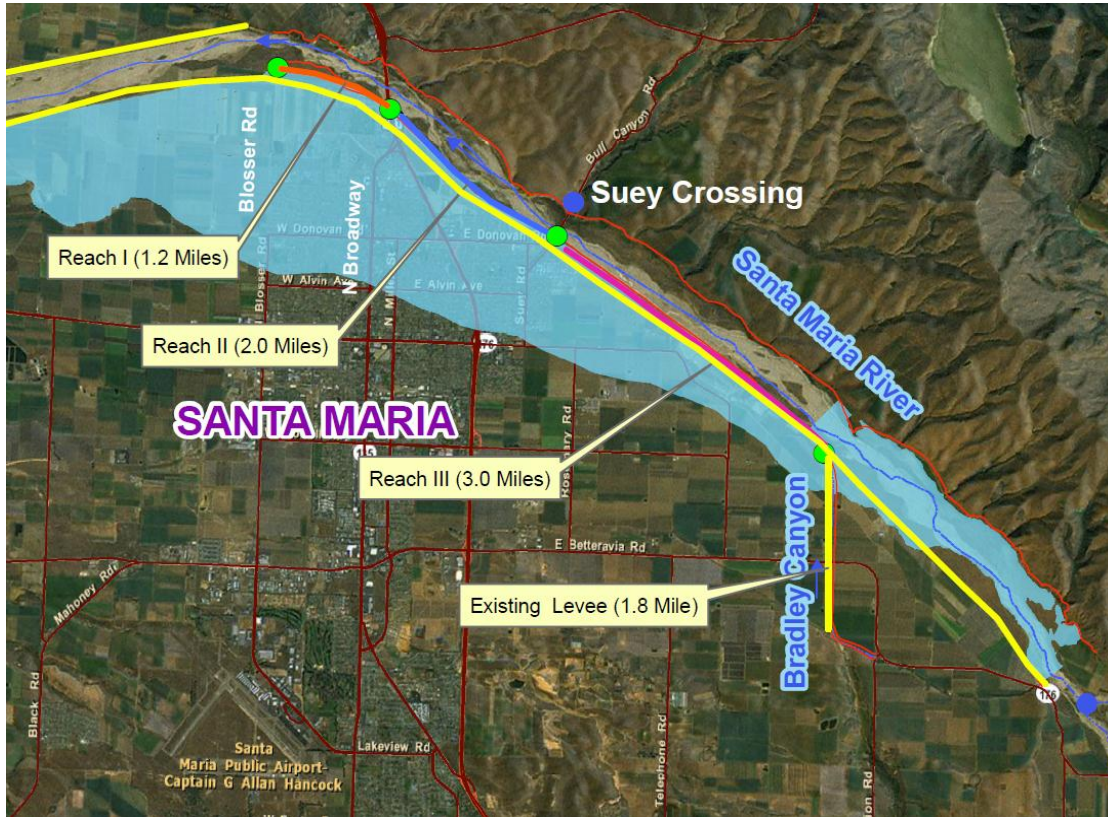 Bull Canyon Rd
Suey Crossing
Blosser Rd
N Broadway
W Donovan
E Donovan
Reach I (1.2 Miles)
N Blosser Rd
W Alvin Ave
E Alvin Ave
Suey Rd
Santa Maria River
Reach II (2.0 Miles)
176
SANTA MARIA
Reach III (3.0 Miles)
E Betteravia Rd
Mahoney Rd
Existing Levee (1.8 Mile)
Bradley Canyon
176
Black Rd
Lakeview Rd
Telephone Rd
Santa
Maria Public Airport-
Captain G Allan Hancock